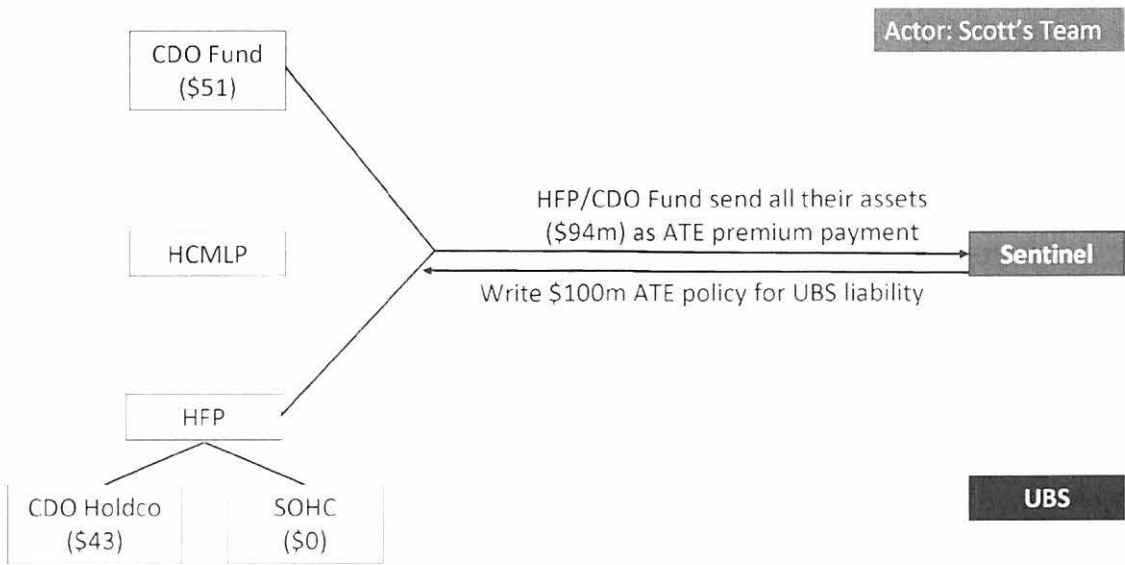 Actor: Scott's Team
CDO Fund
($51)
HFP/CDO Fund send all their assets
($94m) as ATE premium payment
HCMLP
Sentinel
Write $100m ATE policy for UBS liability
HFP
CDO Holdco
($43)
SOHC
($0)
UBS